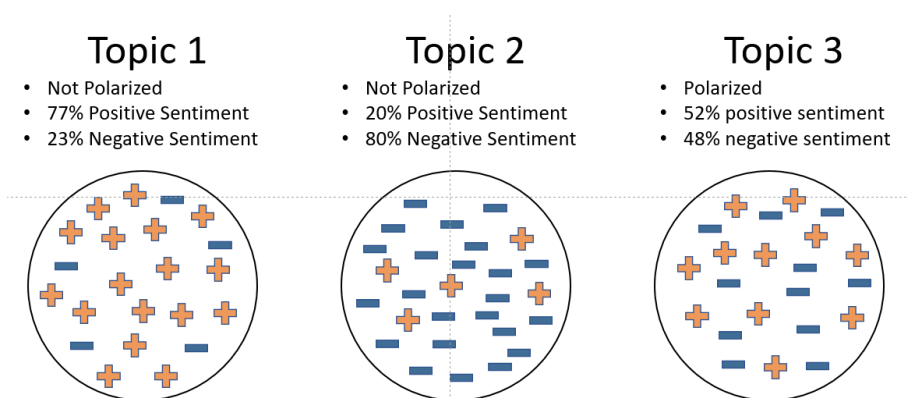 Topic 1
• Not Polarized
• 77% Positive Sentiment
• 23% Negative Sentiment
Topic 2
• Not Polarized
• 20% Positive Sentiment
• 80% Negative Sentiment
Topic 3
• Polarized
• 52% positive sentiment
• 48% negative sentiment